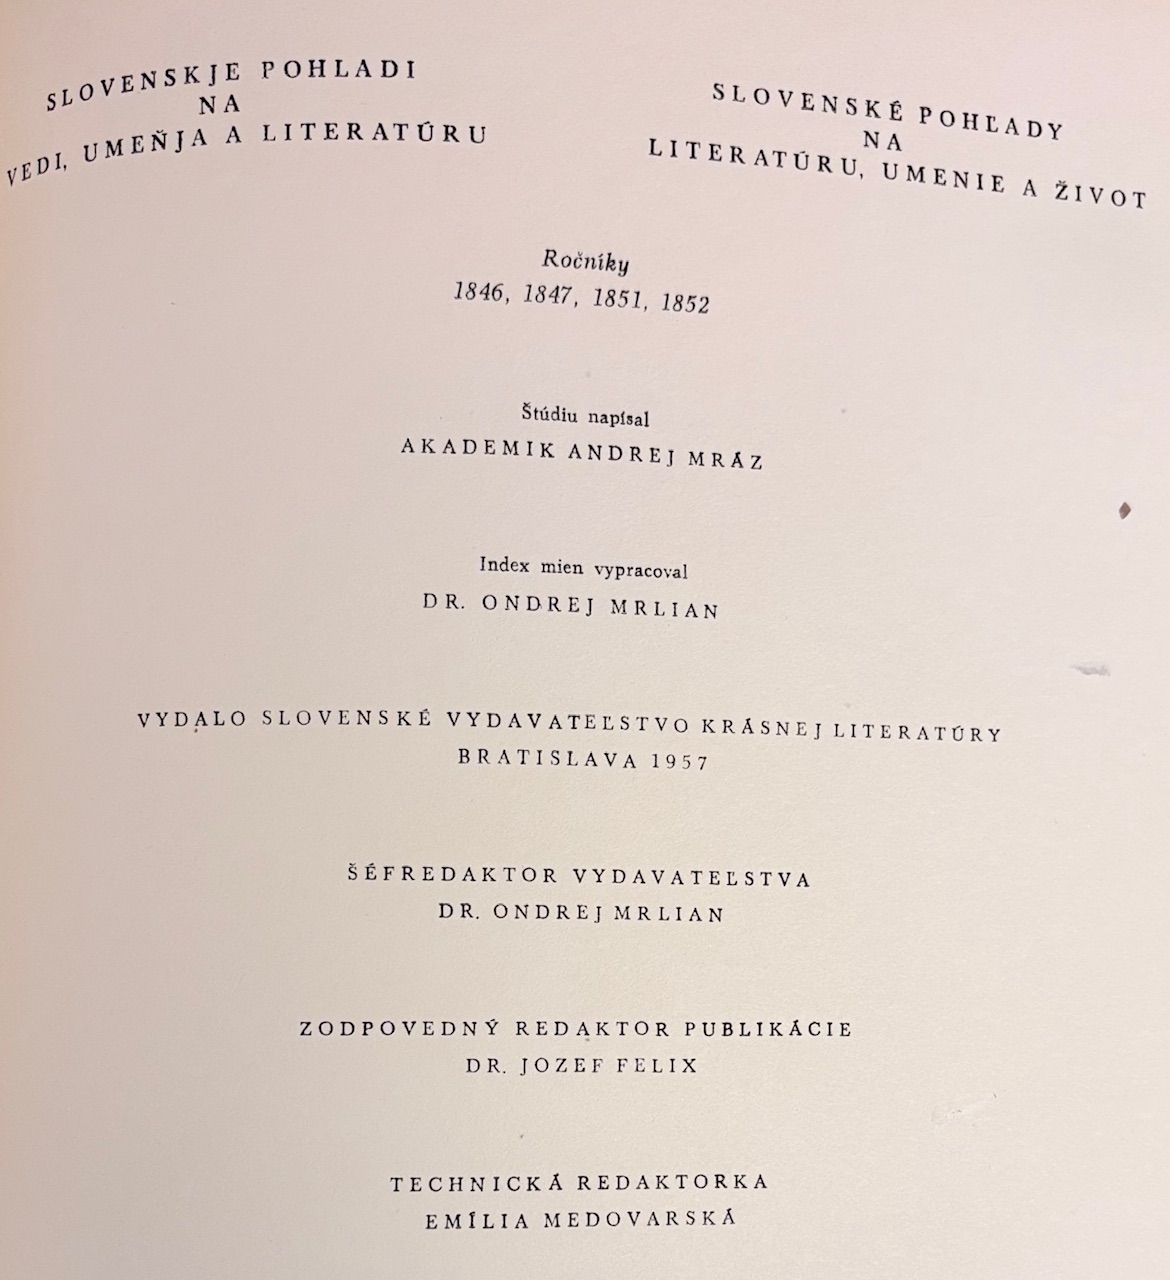 SLOVENSKJE POHLADI
NA
VEDI, UMEŇJA A LITERATÚRU
SLOVENSKÉ POHĽADY
NA
LITERATÚRU, UMENIE A ŽIVOT
Ročníky
1846, 1847, 1851, 1852
Štúdiu napísal
AKADEMIK ANDREJ MRÁZ
Index mien vypracoval
DR. ONDREJ MRLIAN
VYDALO SLOVENSKÉ VYDAVATEĽSTVO KRÁSNEJ LITERATÚRY
BRATISLAVA 1957
ŠÉFREDAKTOR VYDAVATEĽSTVA
DR. ONDREJ MRLIAN
ZODPOVEDNÝ REDAKTOR PUBLIKÁCIE
DR. JOZEF FELIX
TECHNICKÁ REDAKTORKA
EMÍLIA MEDOVARSKÁ